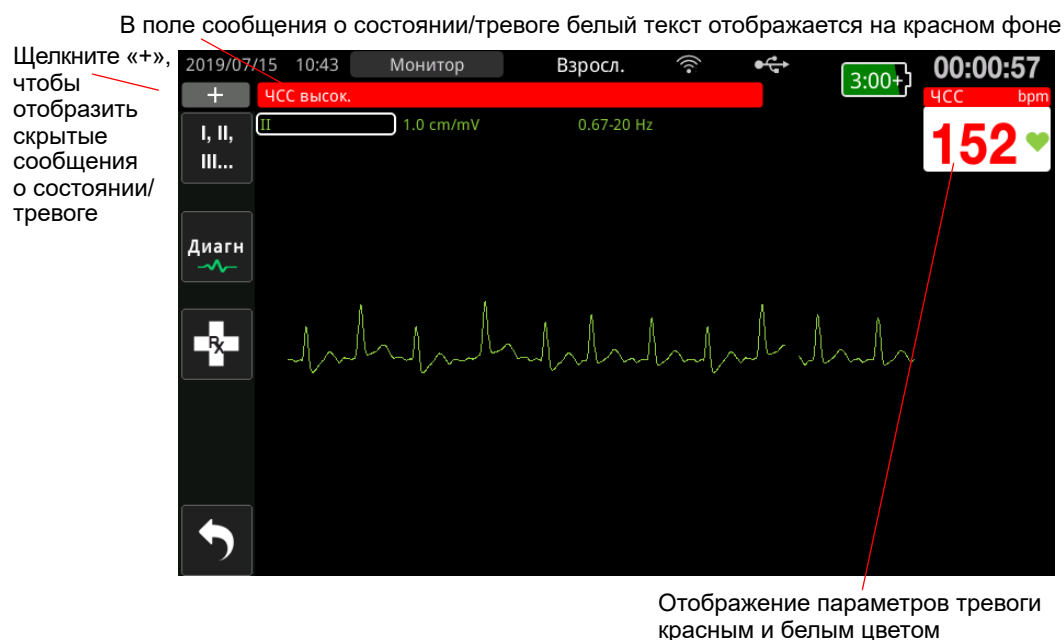 В поле сообщения о состоянии/тревоге белый текст отображается на красном фоне
Щелкните «+»,
чтобы
отобразить
скрытые
сообщения
о состоянии/
тревоге
2019/07/15 10:43 Монитор Взросл. 3:00+ 00:00:57
+ ЧСС высок. ЧСС bpm
II 1.0 cm/mV 0.67-20 Hz 152
I, II,
III...
Диагн
Rx
Отображение параметров тревоги
красным и белым цветом